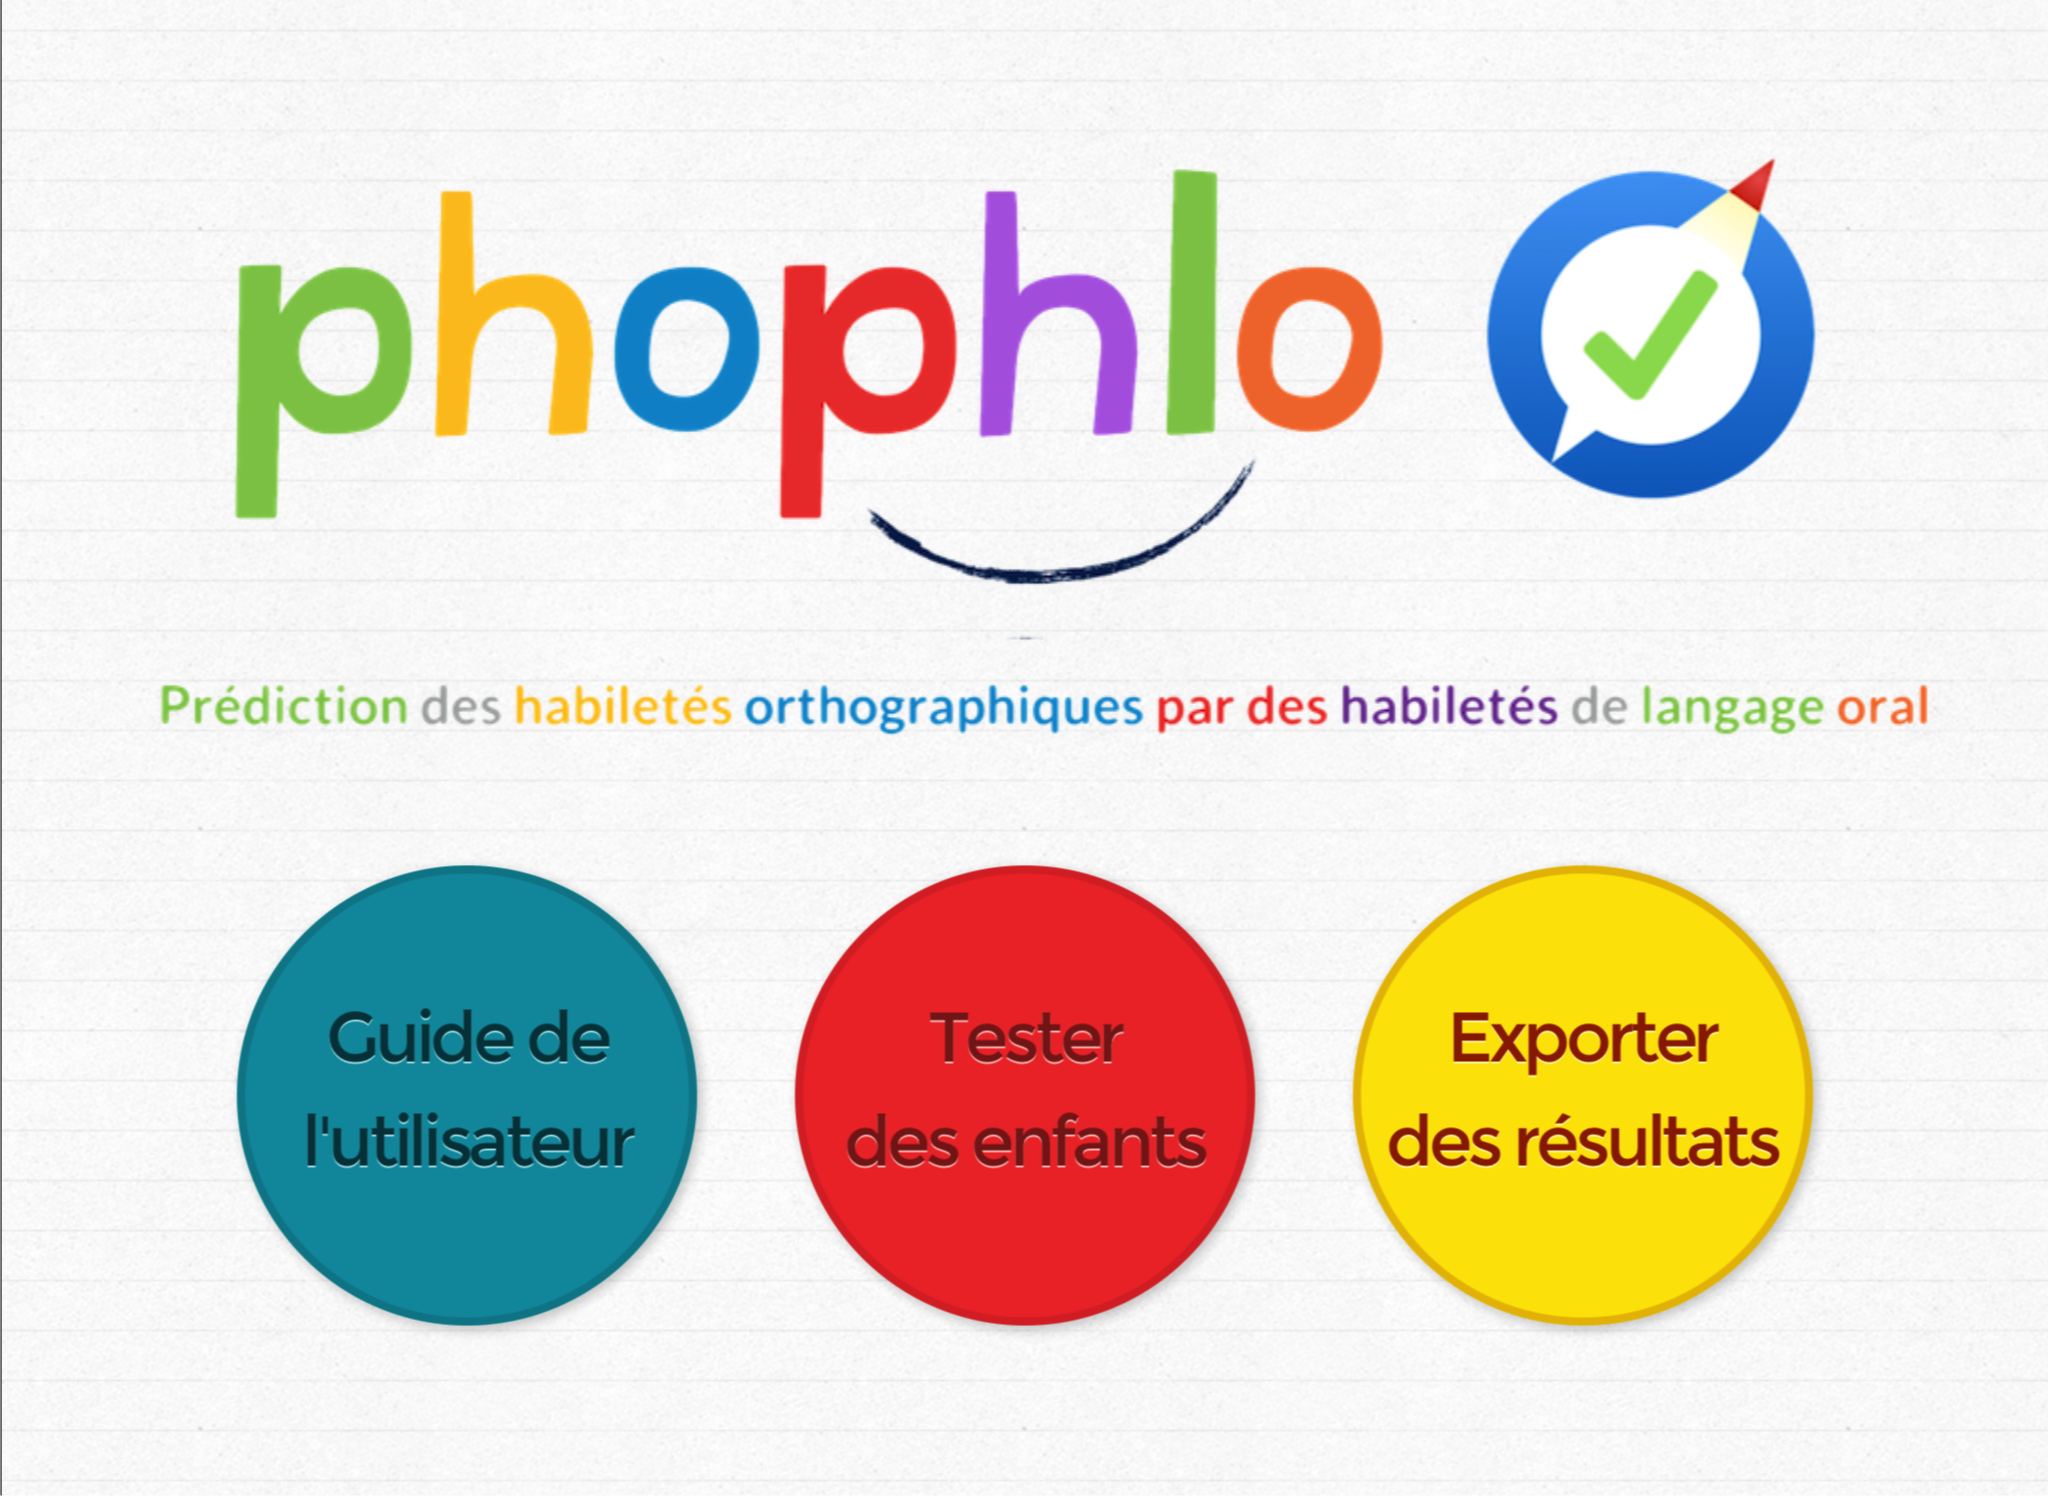 phophlo
Prédiction des habiletés orthographiques par des habiletés de langage oral
Guide de
l'utilisateur
Tester
des enfants
Exporter
des résultats